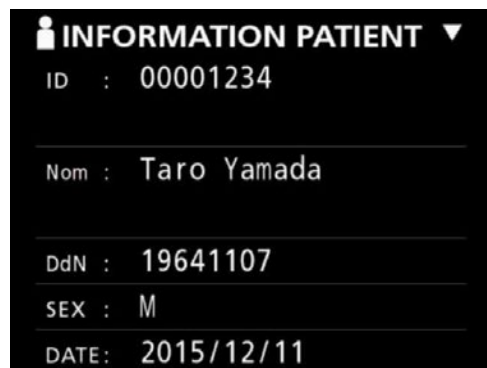 INFORMATION PATIENT ▼
ID : 00001234
Nom : Taro Yamada
DdN : 19641107
SEX : M
DATE: 2015/12/11